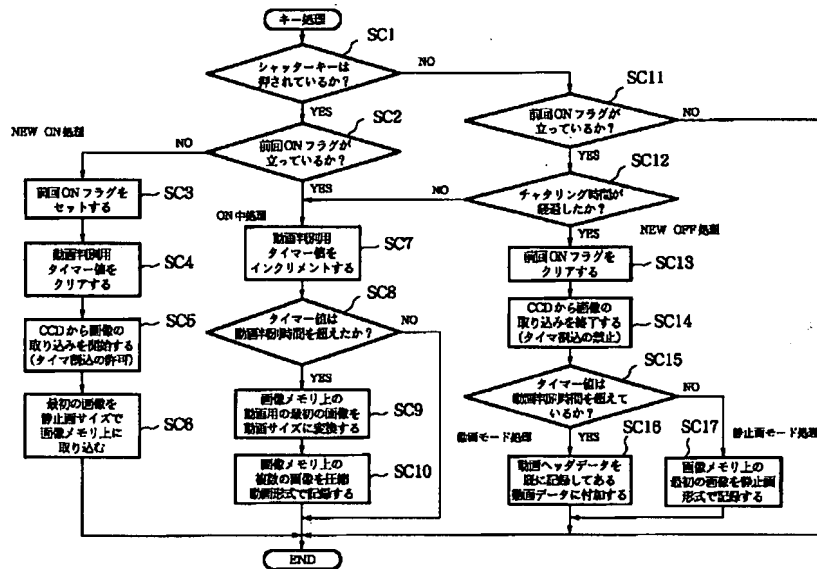 キー処理
SC1
シャッターキーは
押されているか?
NO
YES
SC2
前回ONフラグが
立っているか?
NO
YES
NEW ON処理
SC3
前回ONフラグを
セットする
SC4
動画判別用
タイマー値を
クリアする
SC5
CCDから画像の
取り込みを開始する
(タイマ割込の許可)
SC6
最初の画像を
静止画サイズで
画像メモリ上に
取り込む
ON中処理
SC7
動画判別用
タイマー値を
インクリメントする
SC8
タイマー値は
動画判別時間を超えたか?
NO
YES
SC9
画像メモリ上の
動画用の最初の画像を
動画サイズに変換する
SC10
画像メモリ上の
複数の画像を圧縮
動画形式で記録する
SC11
前回ONフラグが
立っているか?
NO
YES
SC12
チャタリング時間が
経過したか?
NO
YES
NEW OFF処理
SC13
前回ONフラグを
クリアする
SC14
CCDから画像の
取り込みを終了する
(タイマ割込の禁止)
SC15
タイマー値は
動画判別時間を超えて
いるか?
NO
YES
動画モード処理
SC16
動画ヘッダデータを
既に記録してある
動画データに付加する
静止画モード処理
SC17
画像メモリ上の
最初の画像を静止画
形式で記録する
END